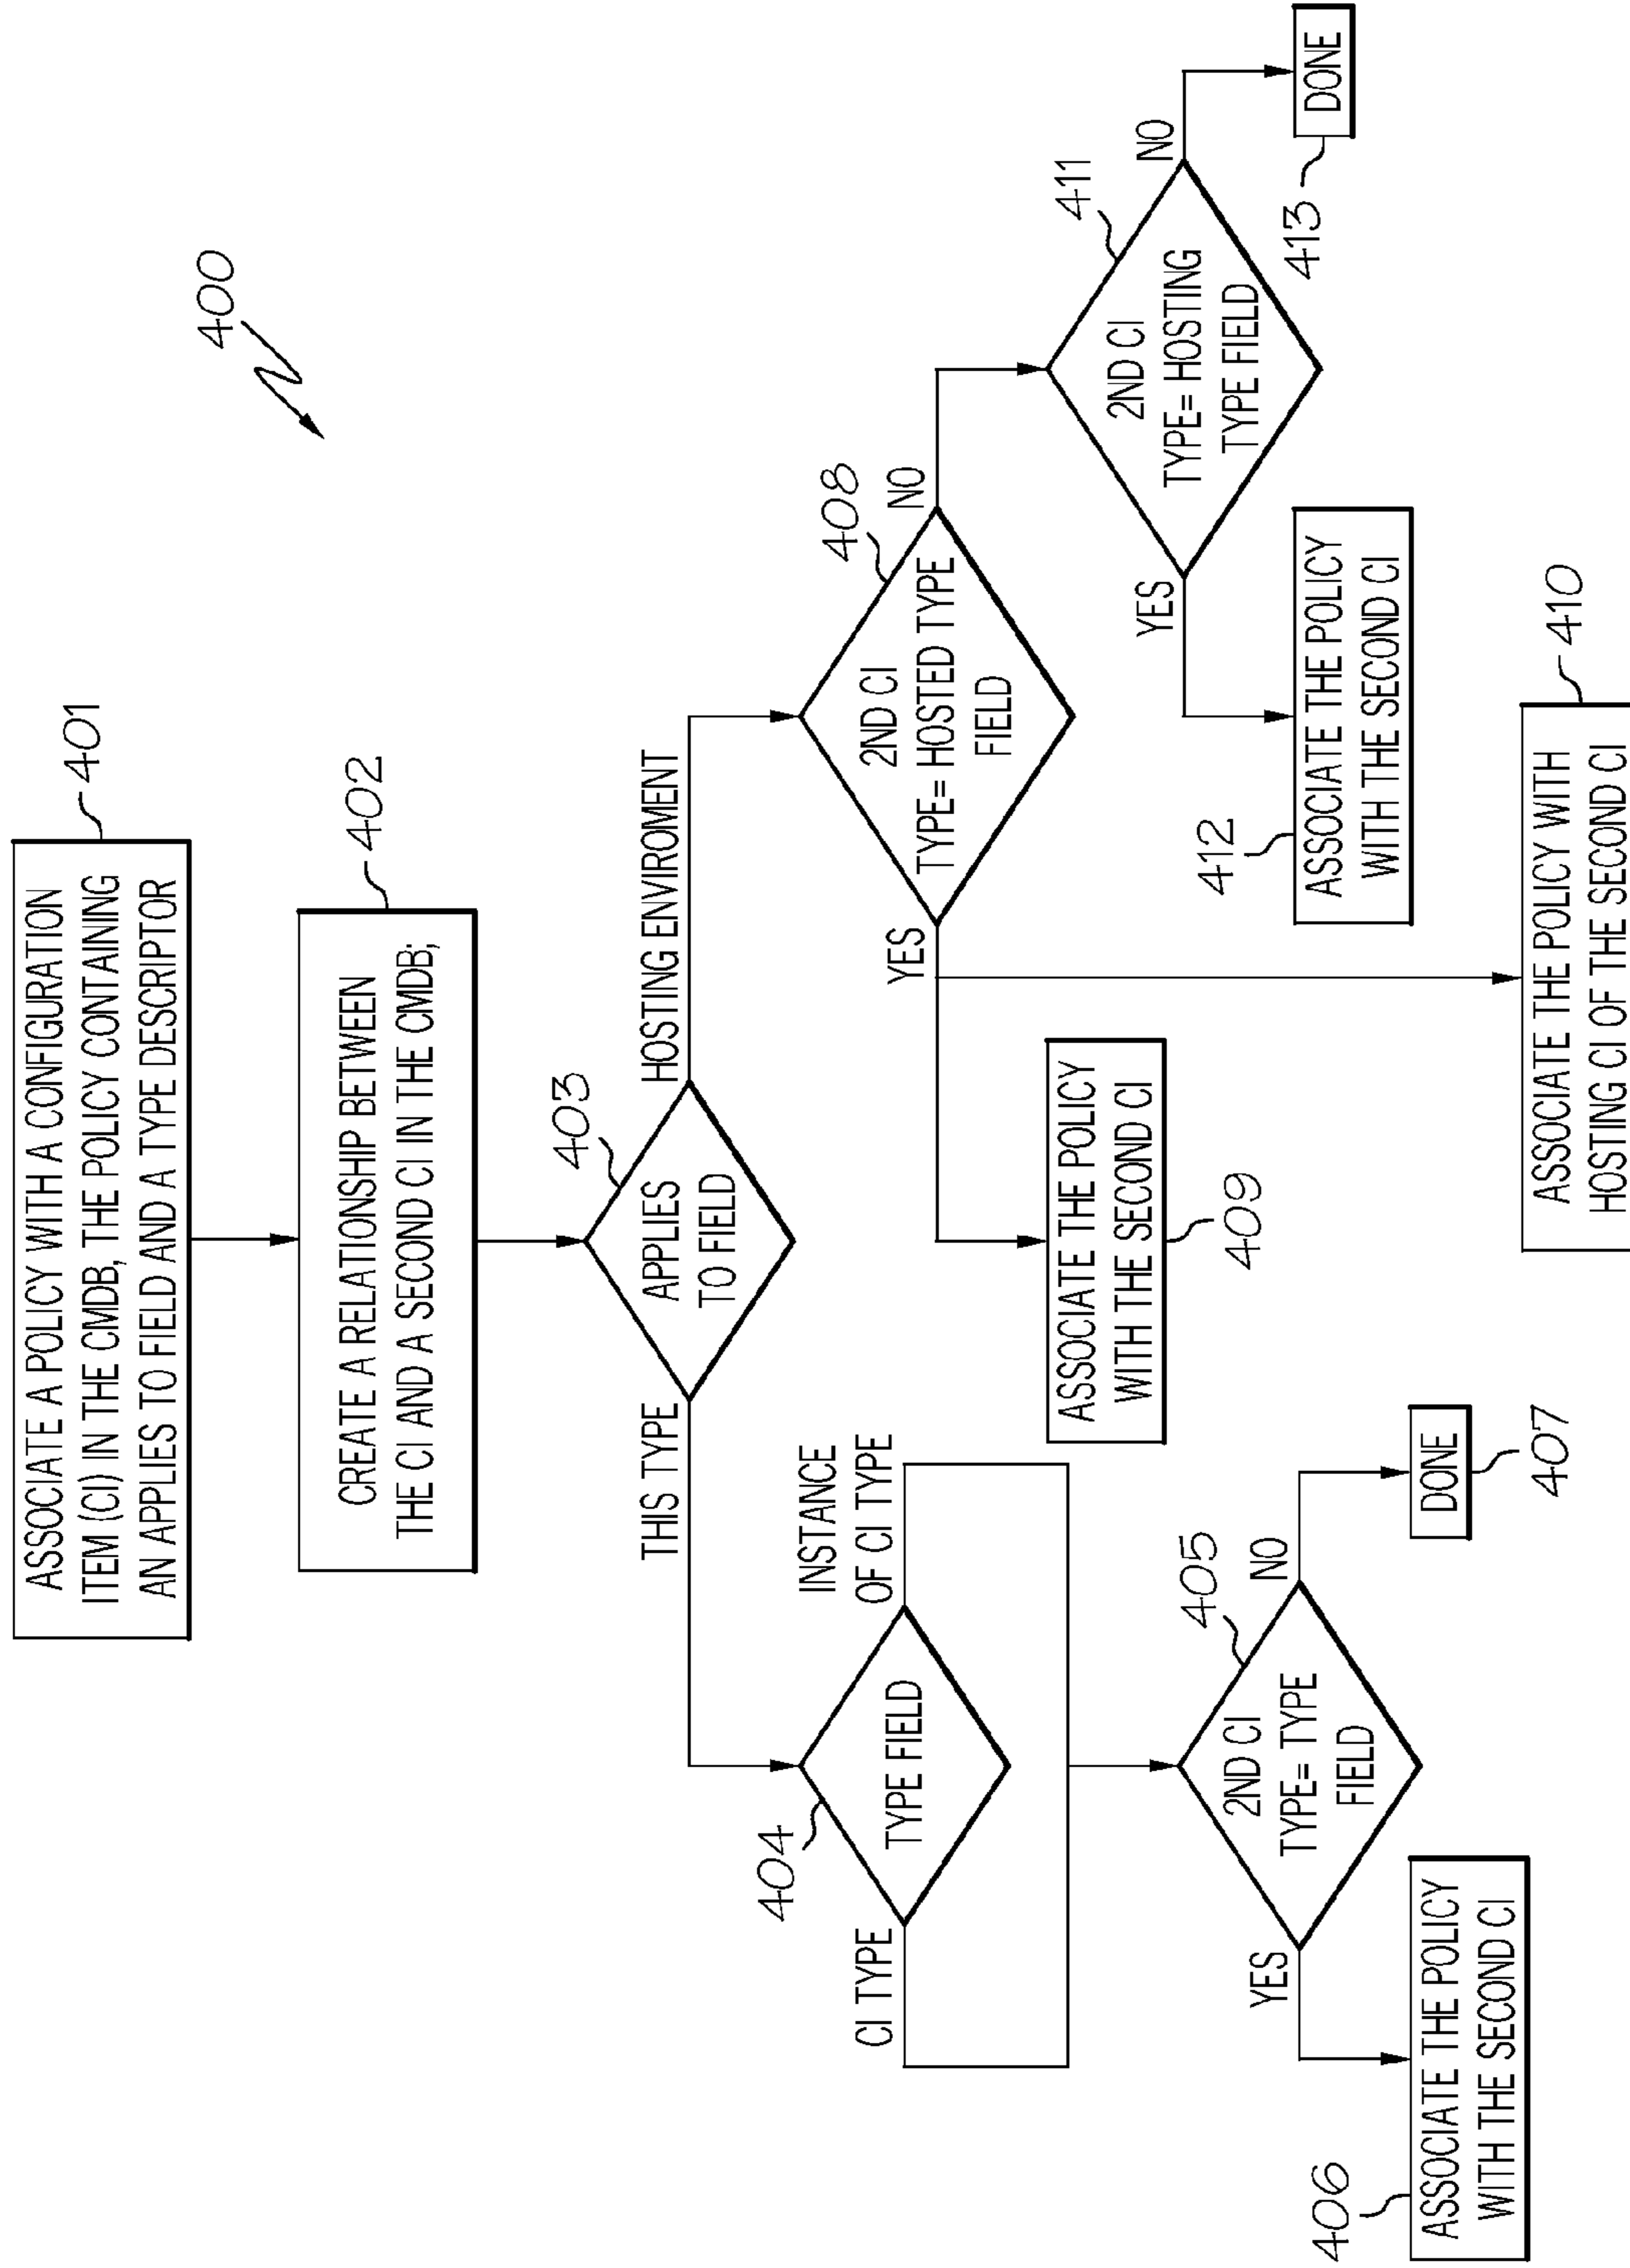 400
ASSOCIATE A POLICY WITH A CONFIGURATION
ITEM (CI) IN THE CMDB, THE POLICY CONTAINING
AN APPLIES TO FIELD AND A TYPE DESCRIPTOR
401
CREATE A RELATIONSHIP BETWEEN
THE CI AND A SECOND CI IN THE CMDB;
402
APPLIES
TO FIELD
403
THIS TYPE
HOSTING ENVIROMENT
TYPE FIELD
404
CI TYPE
INSTANCE
OF CI TYPE
2ND CI
TYPE= TYPE
FIELD
405
YES
NO
ASSOCIATE THE POLICY
WITH THE SECOND CI
406
DONE
407
2ND CI
TYPE= HOSTED TYPE
FIELD
408
YES
NO
ASSOCIATE THE POLICY
WITH THE SECOND CI
409
ASSOCIATE THE POLICY WITH
HOSTING CI OF THE SECOND CI
410
2ND CI
TYPE= HOSTING
TYPE FIELD
411
YES
NO
ASSOCIATE THE POLICY
WITH THE SECOND CI
412
DONE
413